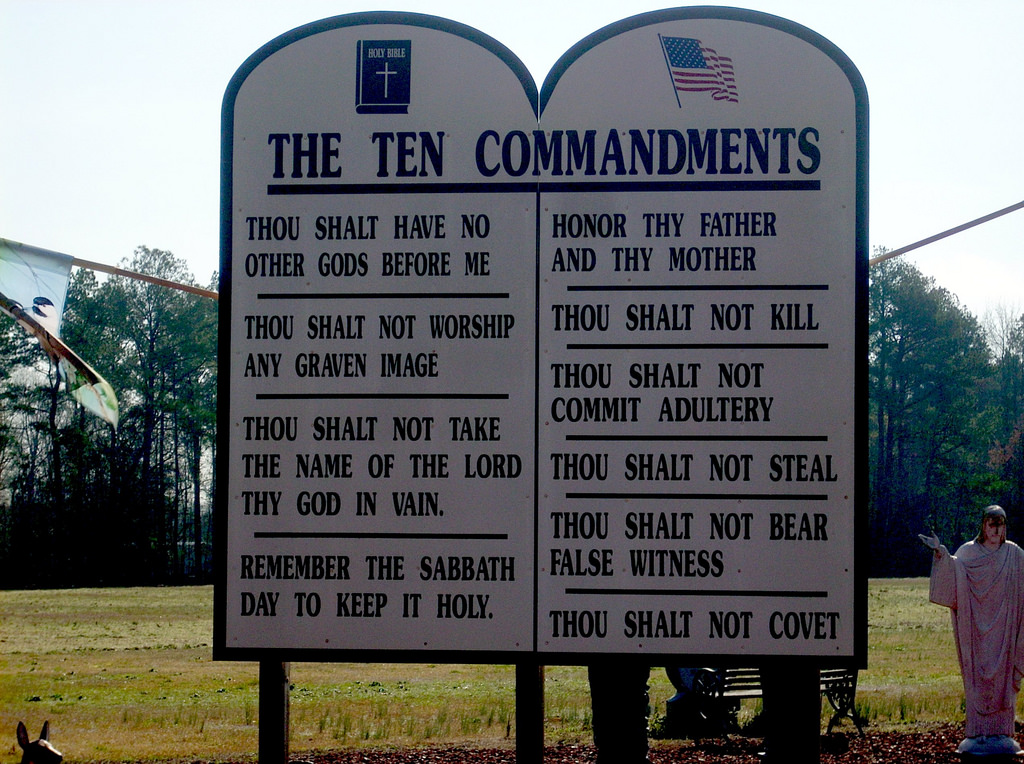 HOLY BIBLE
THE TEN COMMANDMENTS
THOU SHALT HAVE NO
OTHER GODS BEFORE ME
THOU SHALT NOT WORSHIP
ANY GRAVEN IMAGE
THOU SHALT NOT TAKE
THE NAME OF THE LORD
THY GOD IN VAIN.
REMEMBER THE SABBATH
DAY TO KEEP IT HOLY.
HONOR THY FATHER
AND THY MOTHER
THOU SHALT NOT KILL
THOU SHALT NOT
COMMIT ADULTERY
THOU SHALT NOT STEAL
THOU SHALT NOT BEAR
FALSE WITNESS
THOU SHALT NOT COVET